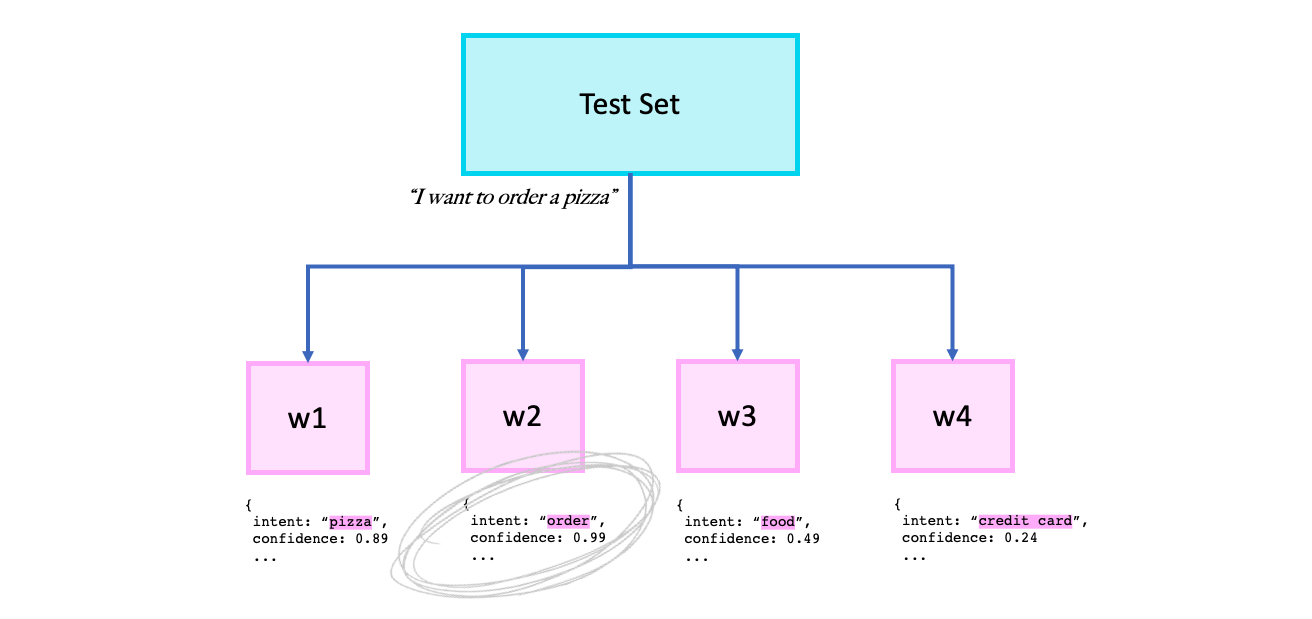 Test Set
“I want to order a pizza”
w1
w2
w3
w4
{
intent: “pizza”,
confidence: 0.89
...
{
intent: “order”,
confidence: 0.99
...
{
intent: “food”,
confidence: 0.49
...
{
intent: “credit card”,
confidence: 0.24
...